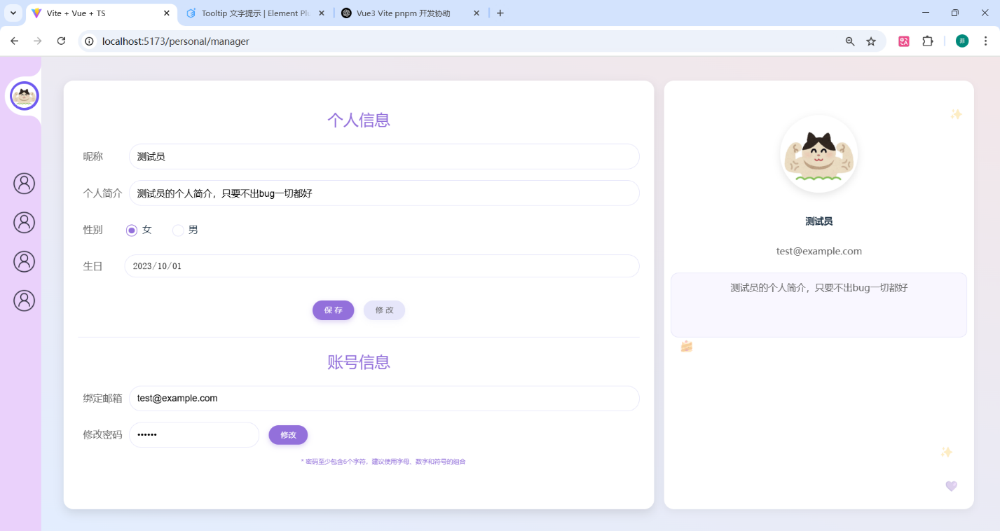 Vite + Vue + TS
Tooltip 文字提示 | Element Plu
Vue3 Vite pnpm 开发协助
localhost:5173/personal/manager
个人信息
昵称 测试员
个人简介 测试员的个人简介，只要不出bug一切都好
性别 女 男
生日 2023/10/01
保存 修改
账号信息
绑定邮箱 test@example.com
修改密码 •••••• 修改
* 密码至少包含6个字符，建议使用字母、数字和符号的组合
测试员
test@example.com
测试员的个人简介，只要不出bug一切都好